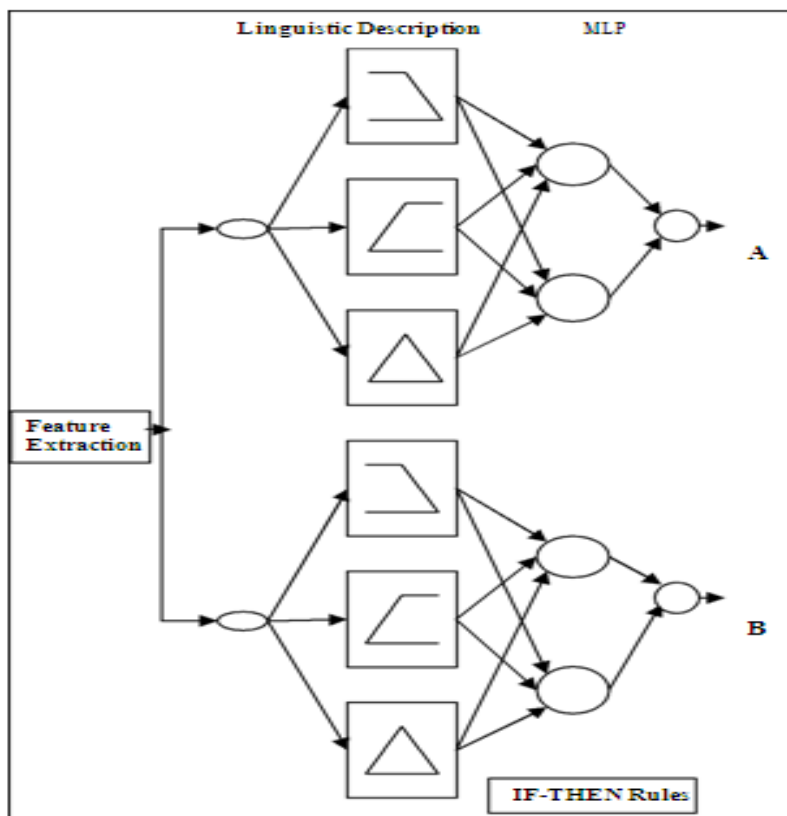 Linguistic Description
MLP
A
Feature
Extraction
B
IF-THEN Rules